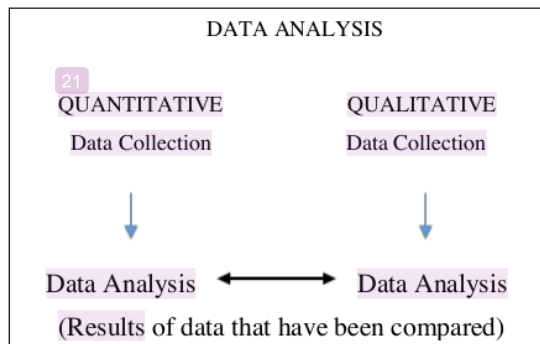 DATA ANALYSIS
21
QUANTITATIVE QUALITATIVE
Data Collection Data Collection
Data Analysis Data Analysis
(Results of data that have been compared)